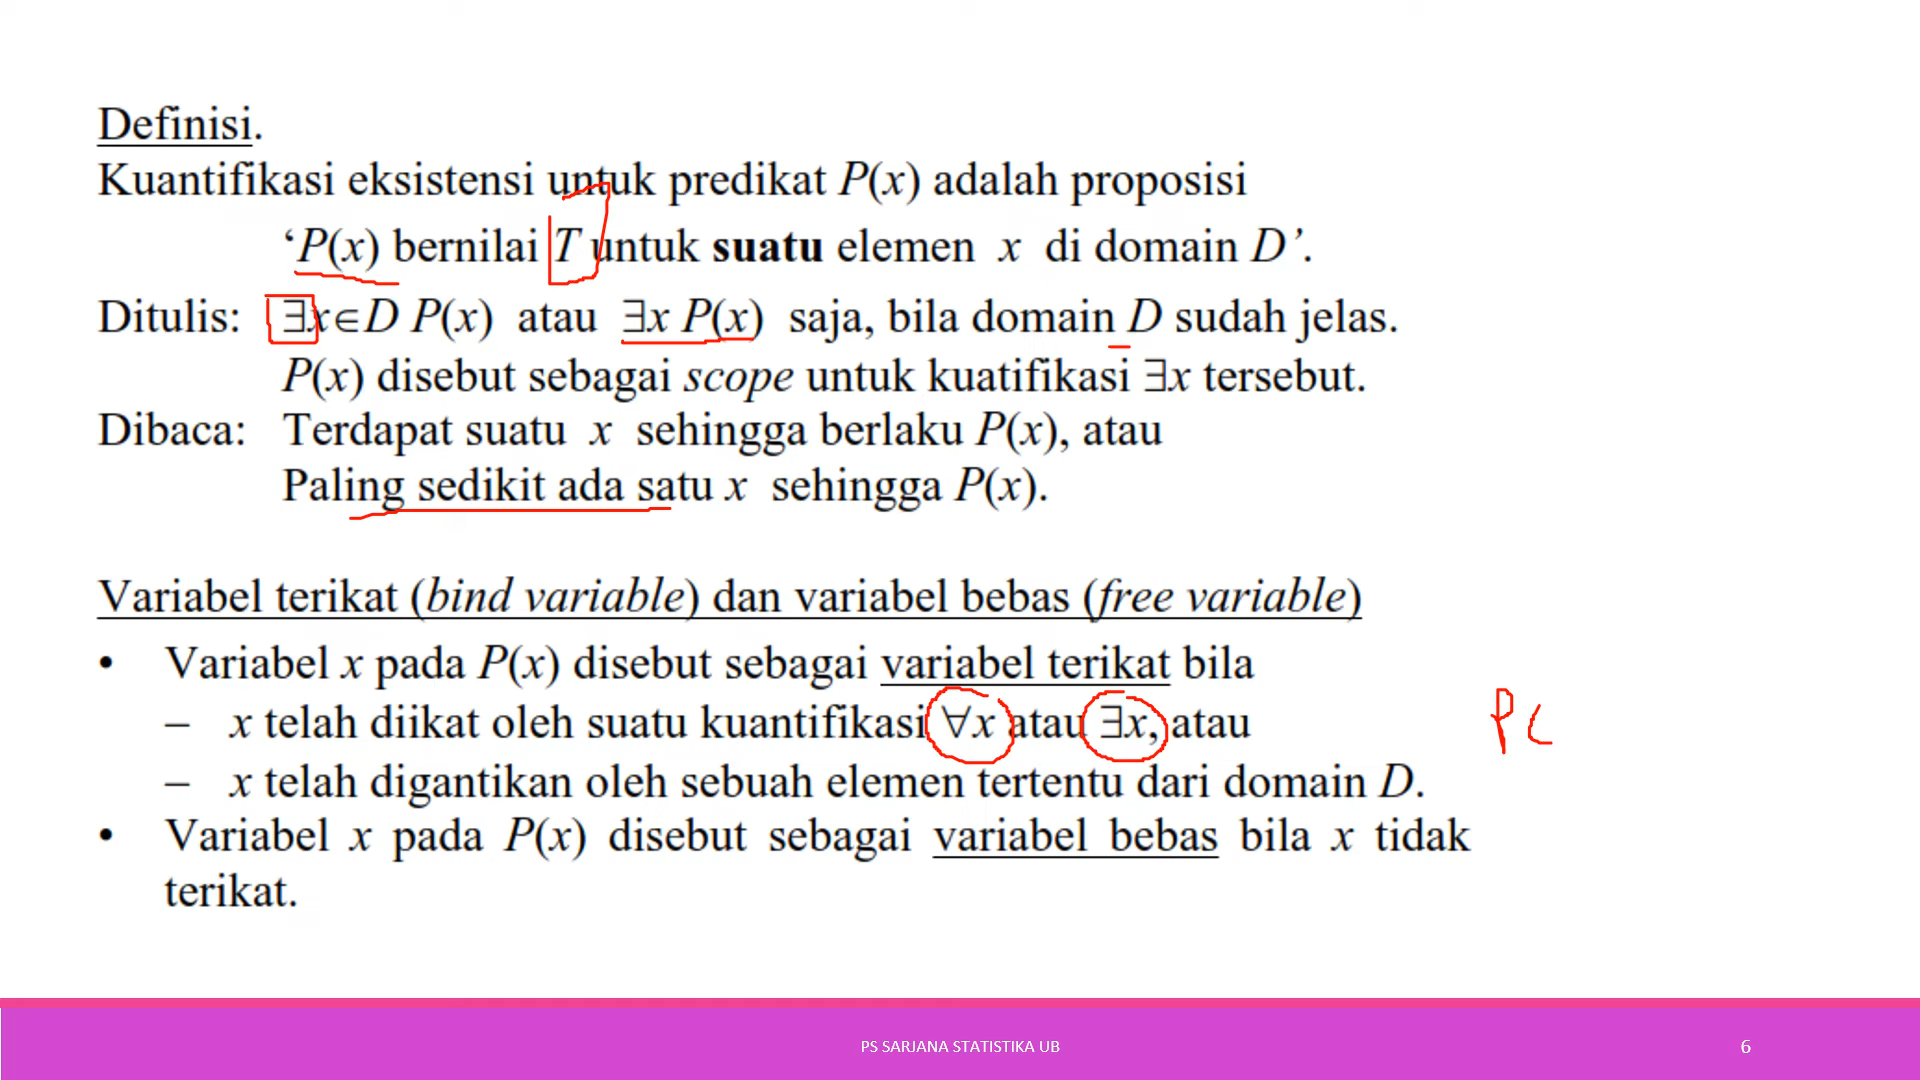 Definisi.
Kuantifikasi eksistensi untuk predikat P(x) adalah proposisi
‘P(x) bernilai T untuk suatu elemen x di domain D’.
Ditulis: ∃x∈D P(x) atau ∃x P(x) saja, bila domain D sudah jelas.
P(x) disebut sebagai scope untuk kuatifikasi ∃x tersebut.
Dibaca: Terdapat suatu x sehingga berlaku P(x), atau
Paling sedikit ada satu x sehingga P(x).
Variabel terikat (bind variable) dan variabel bebas (free variable)
• Variabel x pada P(x) disebut sebagai variabel terikat bila
– x telah diikat oleh suatu kuantifikasi ∀x atau ∃x, atau
P(
– x telah digantikan oleh sebuah elemen tertentu dari domain D.
• Variabel x pada P(x) disebut sebagai variabel bebas bila x tidak
terikat.
PS SARJANA STATISTIKA UB
6